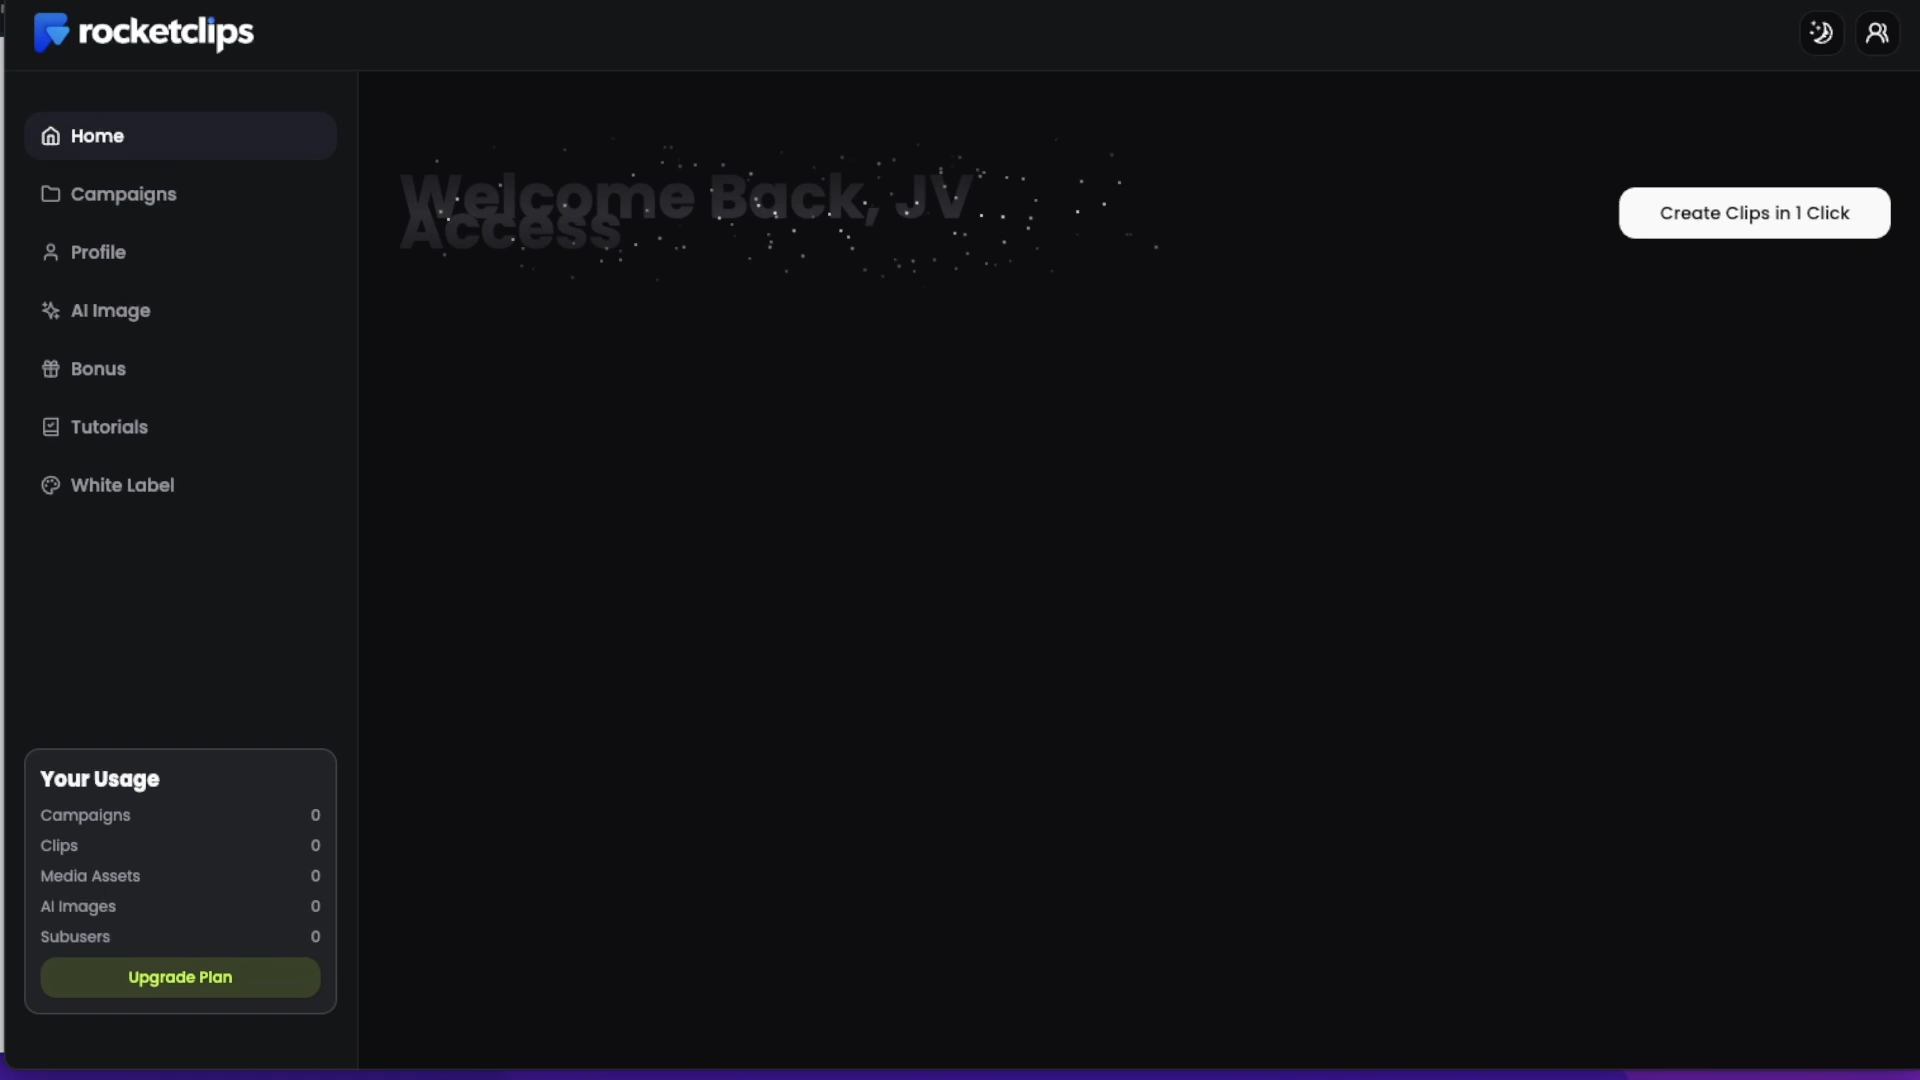 rocketclips
Home
Campaigns
Profile
AI Image
Bonus
Tutorials
White Label
Welcome Back, JV
Access
Create Clips in 1 Click
Your Usage
Campaigns 0
Clips 0
Media Assets 0
AI Images 0
Subusers 0
Upgrade Plan